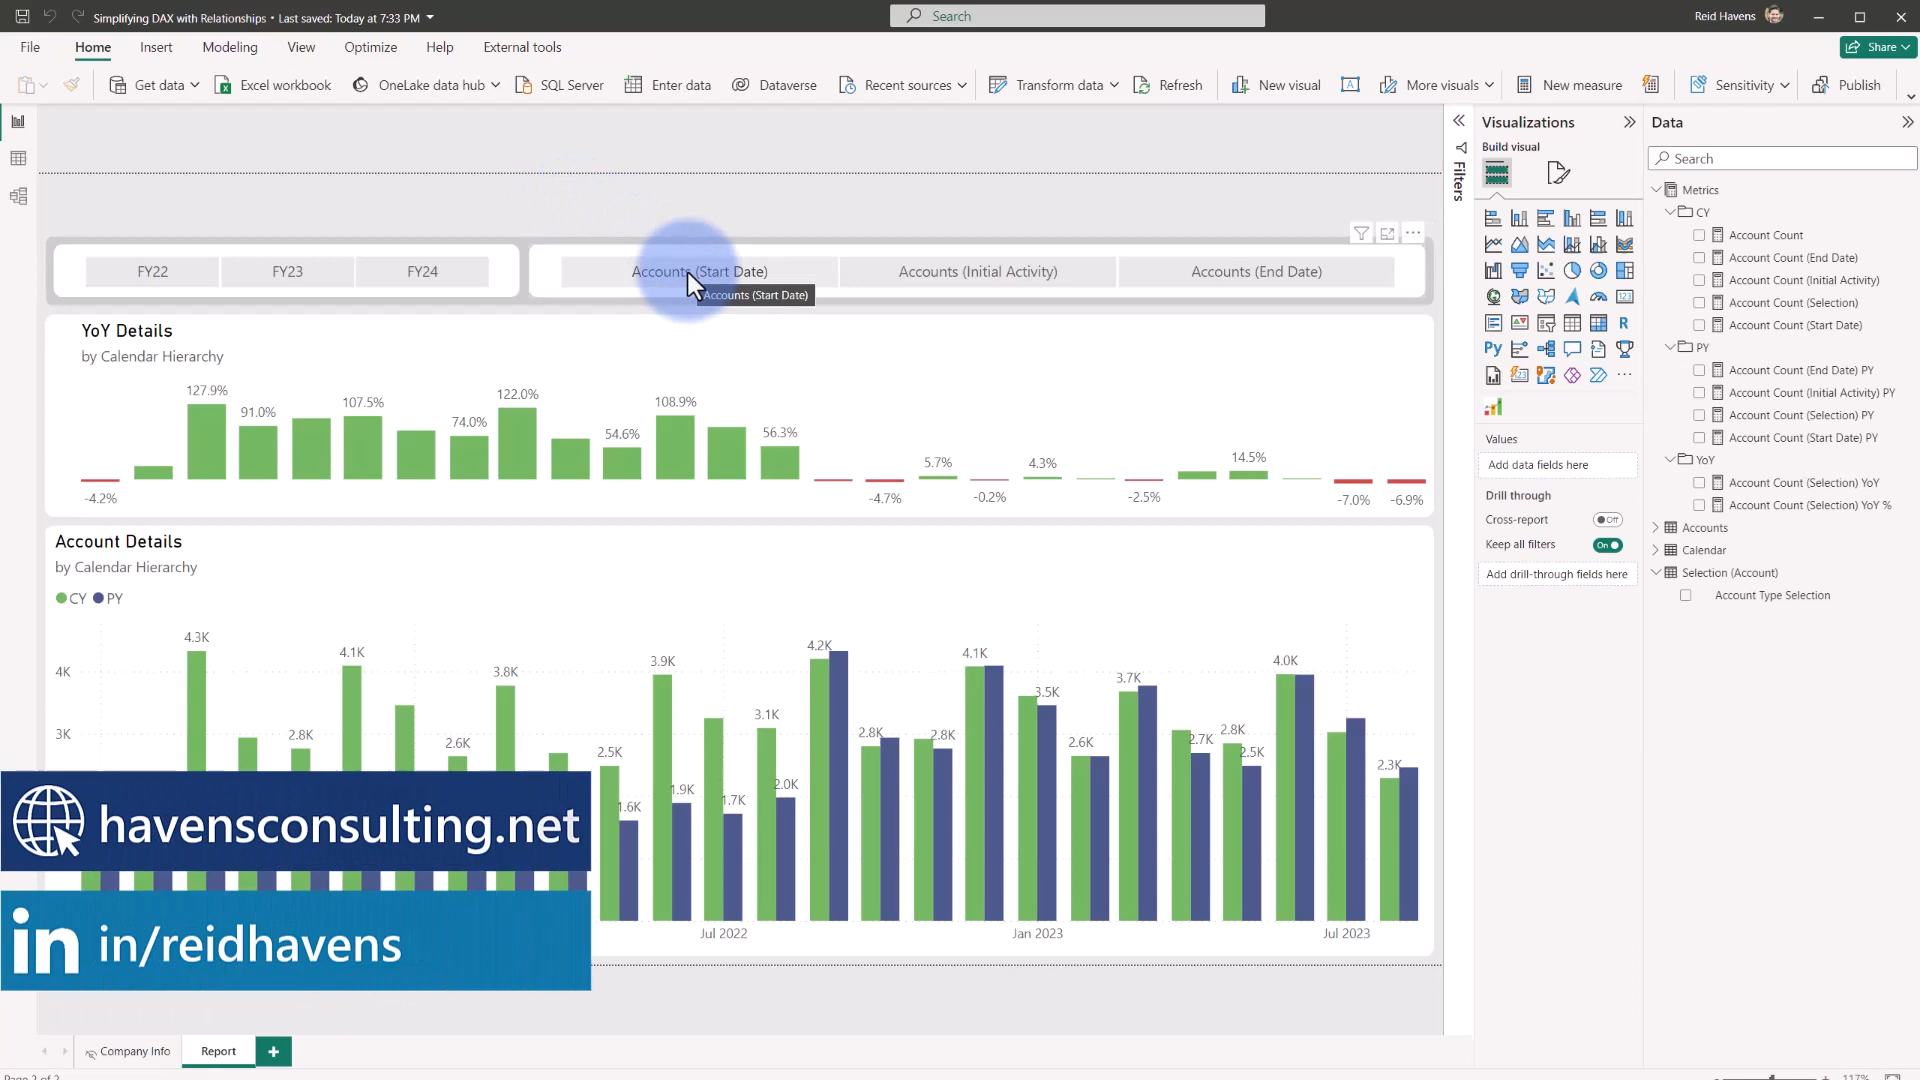 Simplifying DAX with Relationships • Last saved: Today at 7:33 PM
Search
Reid Havens
File
Home
Insert
Modeling
View
Optimize
Help
External tools
Share
Get data
Excel workbook
OneLake data hub
SQL Server
Enter data
Dataverse
Recent sources
Transform data
Refresh
New visual
More visuals
New measure
Sensitivity
Publish
FY22
FY23
FY24
Accounts (Start Date)
Accounts (Initial Activity)
Accounts (End Date)
Accounts (Start Date)
YoY Details
by Calendar Hierarchy
127.9%
91.0%
107.5%
74.0%
122.0%
54.6%
108.9%
56.3%
5.7%
4.3%
14.5%
-4.2%
-4.7%
-0.2%
-2.5%
-7.0%
-6.9%
Account Details
by Calendar Hierarchy
CY
PY
4K
3K
4.3K
2.8K
4.1K
2.6K
3.8K
2.5K
1.6K
3.9K
1.9K
1.7K
3.1K
2.0K
4.2K
2.8K
2.8K
4.1K
3.5K
2.6K
3.7K
2.7K
2.8K
2.5K
4.0K
2.3K
Jul 2022
Jan 2023
Jul 2023
havensconsulting.net
in
in/reidhavens
Company Info
Report
Page 2 of 2
117%
Filters
Visualizations
Build visual
123
R
Py
123
Values
Add data fields here
Drill through
Cross-report
Off
Keep all filters
On
Add drill-through fields here
Data
Search
Metrics
CY
Account Count
Account Count (End Date)
Account Count (Initial Activity)
Account Count (Selection)
Account Count (Start Date)
PY
Account Count (End Date) PY
Account Count (Initial Activity) PY
Account Count (Selection) PY
Account Count (Start Date) PY
YoY
Account Count (Selection) YoY
Account Count (Selection) YoY %
Accounts
Calendar
Selection (Account)
Account Type Selection